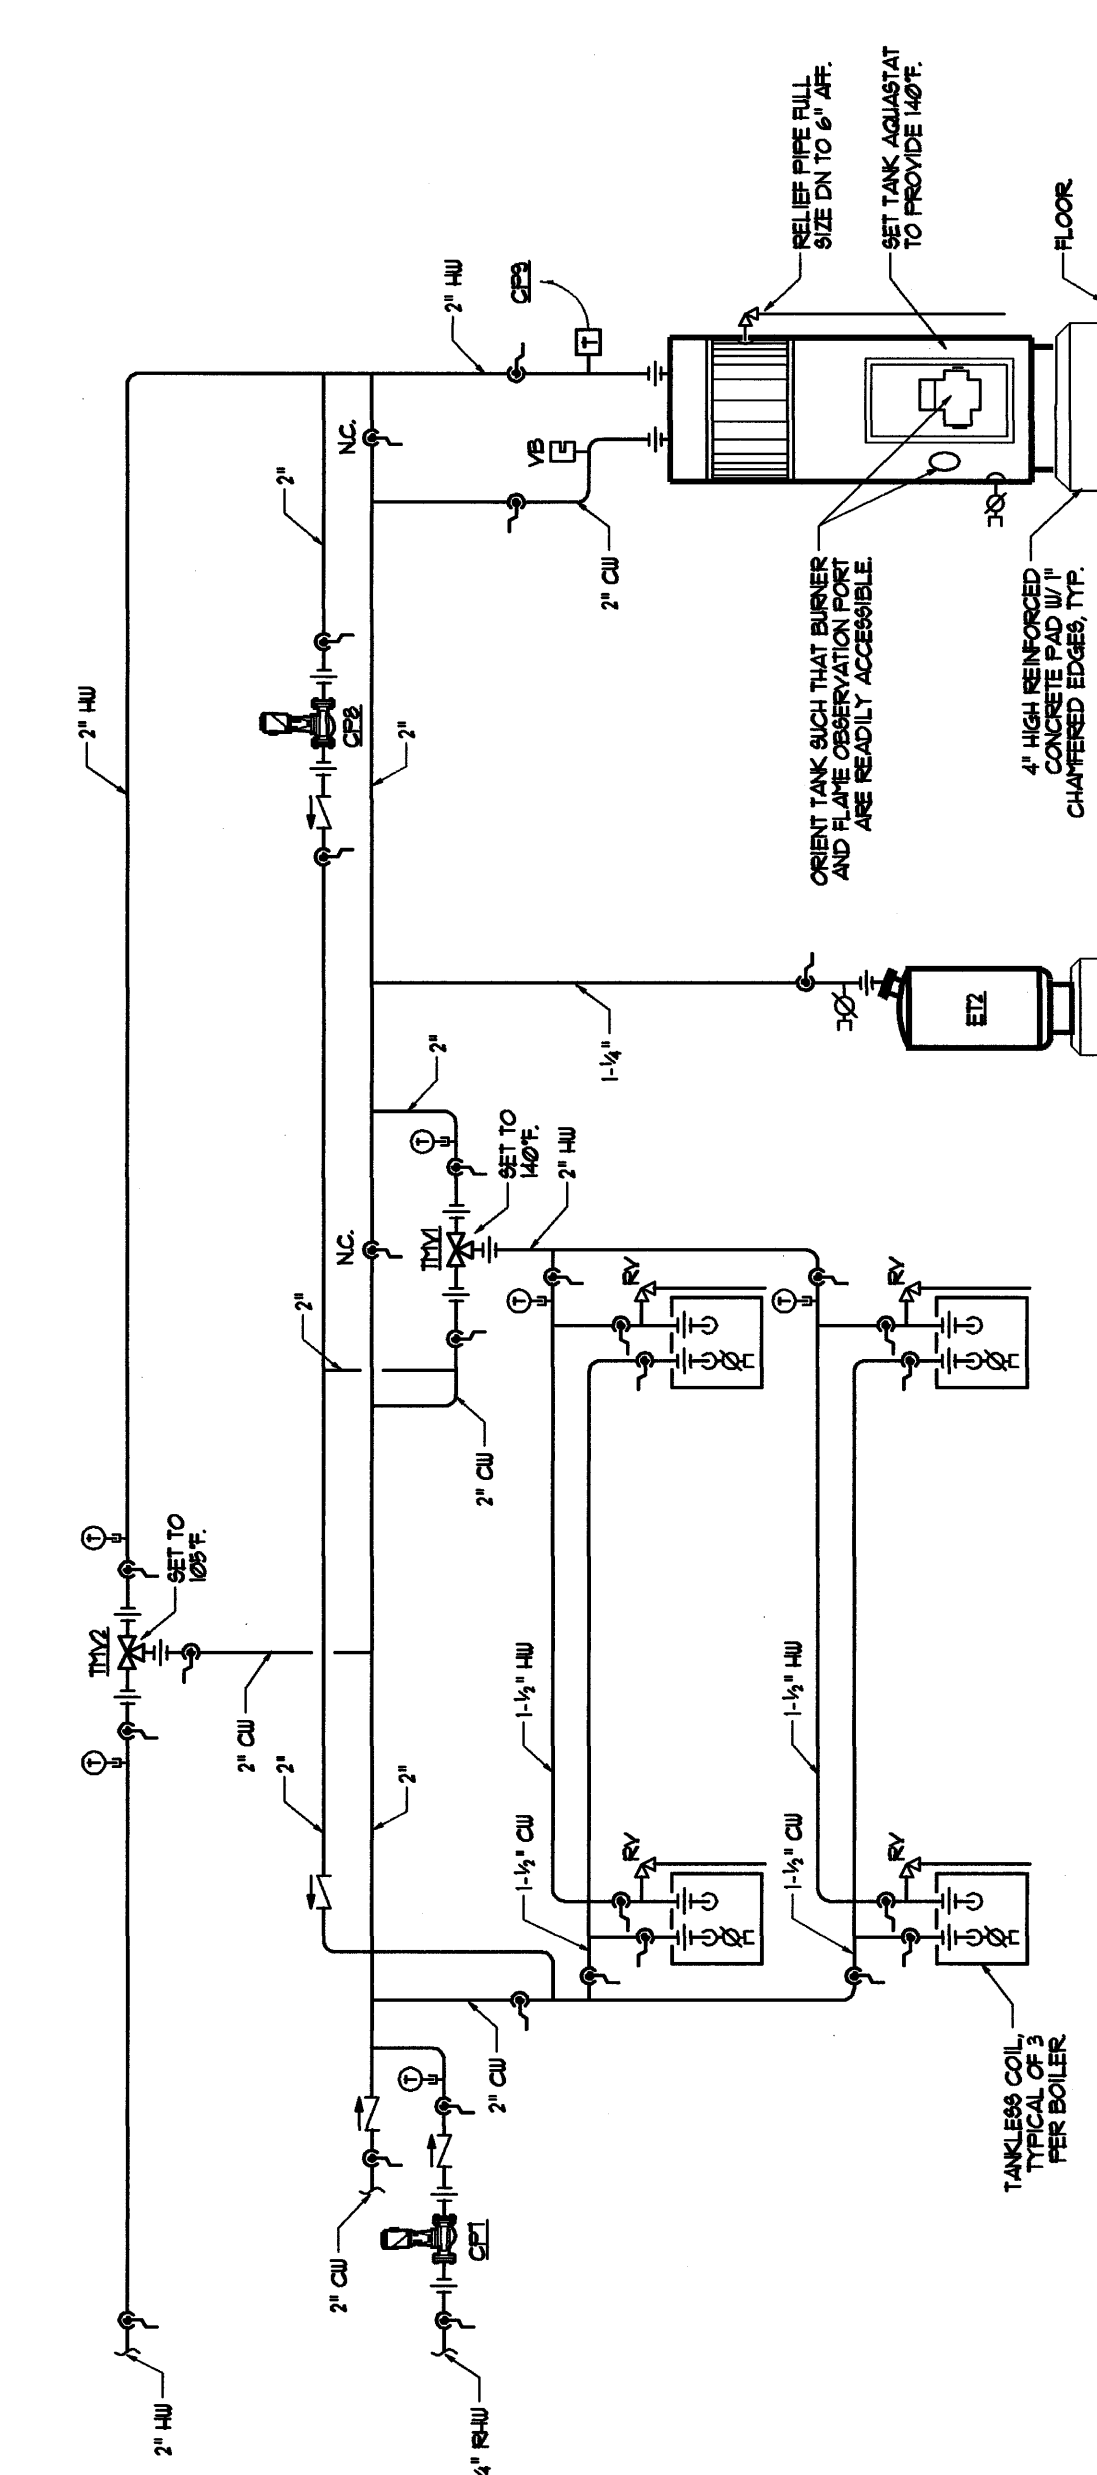 RELIEF PIPE FULL
SIZE DN TO 6" AFF.
SET TANK AQUASTAT
TO PROVIDE 140°F.
FLOOR
2" HW
CP9
T
N.C.
VB
2"
2" CW
2" HW
CP8
2"
ORIENT TANK SUCH THAT BURNER
AND FLAME OBSERVATION PORT
ARE READILY ACCESSIBLE.
4" HIGH REINFORCED
CONCRETE PAD W/ 1"
CHAMFERED EDGES, TYP.
ET2
1-¼"
2"
T
SET TO
140°F.
2" HW
N.C.
TMV1
2"
T
RV
T
RV
2" CW
T
SET TO
105°F.
TMV2
2" CW
T
2"
2"
1-½" HW
1-½" HW
1-½" CW
1-½" CW
RV
RV
T
2" CW
TANKLESS COIL,
TYPICAL OF 3
PER BOILER
2" CW
CP7
2" HW
¼" RHW